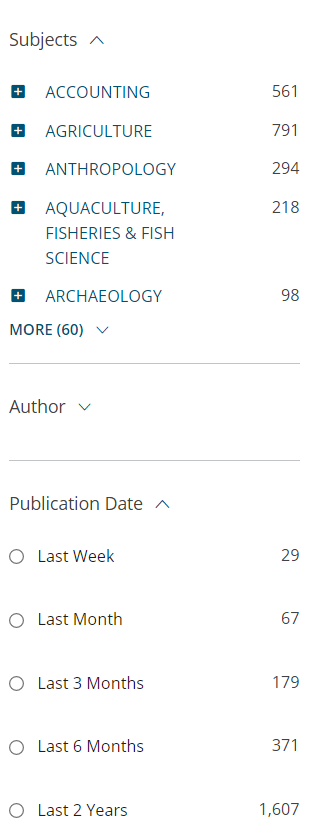 Subjects
ACCOUNTING 561
AGRICULTURE 791
ANTHROPOLOGY 294
AQUACULTURE, 218
FISHERIES & FISH
SCIENCE
ARCHAEOLOGY 98
MORE (60)
Author
Publication Date
Last Week 29
Last Month 67
Last 3 Months 179
Last 6 Months 371
Last 2 Years 1,607